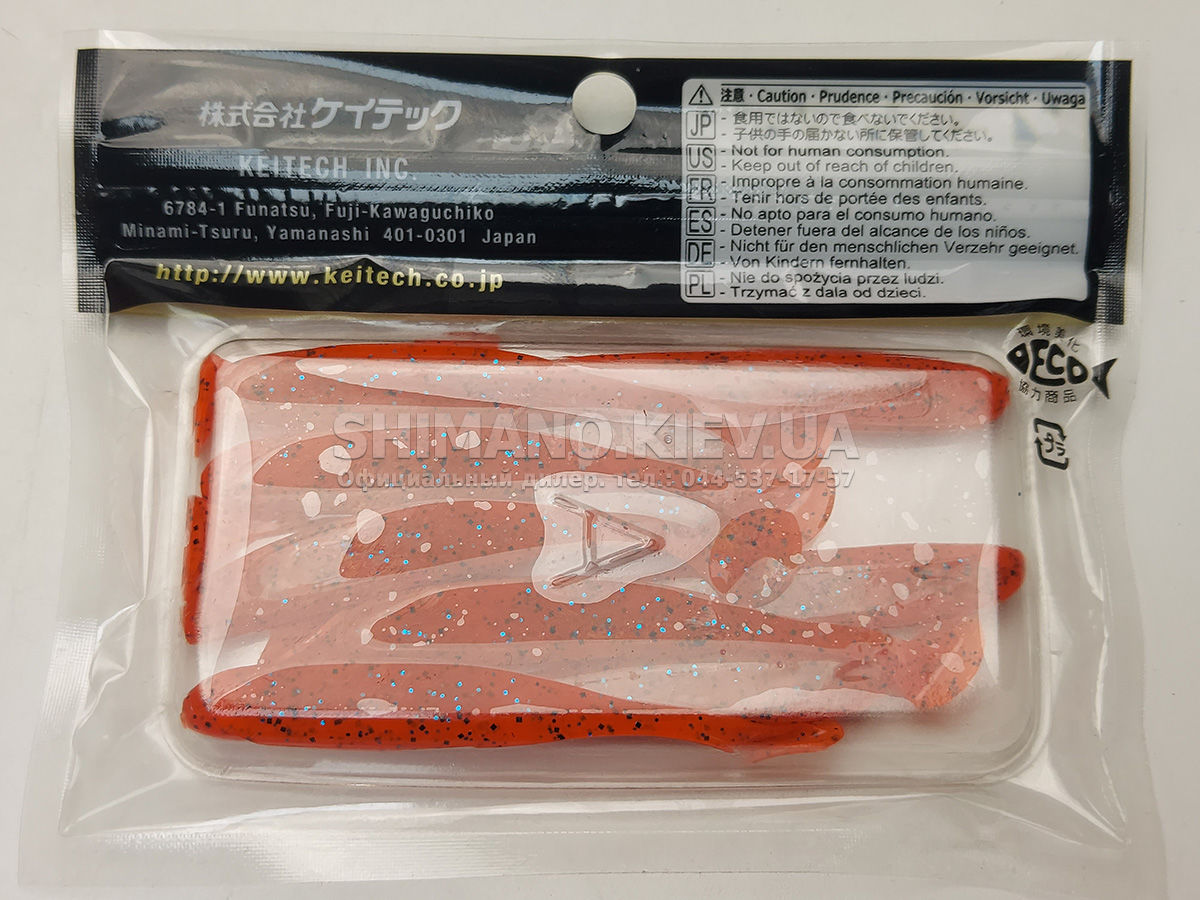 株式会社ケイテック
KEITECH INC.
6784-1 Funatsu, Fuji-Kawaguchiko
Minami-Tsuru, Yamanashi 401-0301 Japan
http://www.keitech.co.jp
注意・Caution・Prudence・Precaución・Vorsicht・Uwaga
JP - 食用ではないので食べないでください。
- 子供の手の届かない所に保管してください。
US - Not for human consumption.
- Keep out of reach of children.
FR - Impropre à la consommation humaine.
- Tenir hors de portée des enfants.
ES - No apto para el consumo humano.
- Detener fuera del alcance de los niños.
DE - Nicht für den menschlichen Verzehr geeignet.
- Von Kindern fernhalten.
PL - Nie do spożycia przez ludzi.
- Trzymać z dala od dzieci.
環境美化
DECO
協力商品
プラ
SHIMANO.KIEV.UA
Официальный дилер. тел.: 044-537-17-57